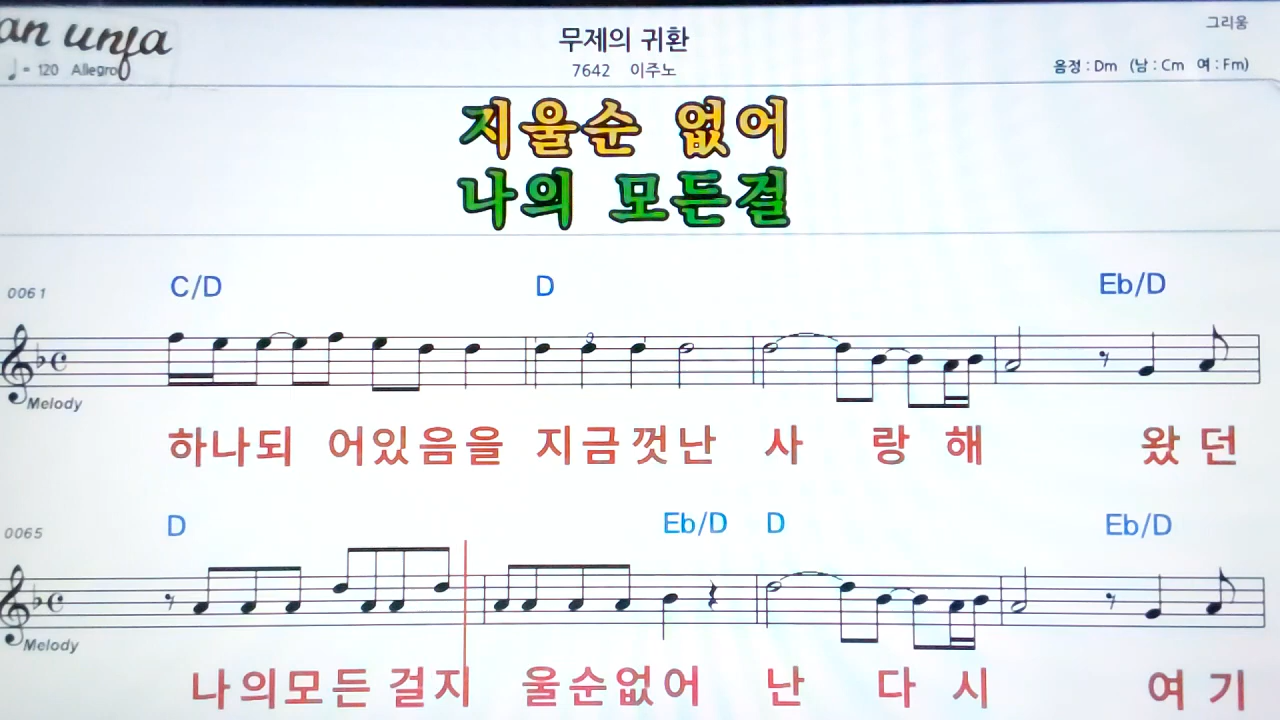 an unfa
그리움
무제의 귀환
♩= 120 Allegro
7642 이주노
음정 : Dm (남 : Cm 여 : Fm)
지울순 없어
나의 모든걸
0061
C/D D Eb/D
3
Melody
하나되 어있음을 지금껏난 사 랑 해 왔 던
0065
D Eb/D D Eb/D
Melody
나의모든 걸지 울순없어 난 다 시 여 기